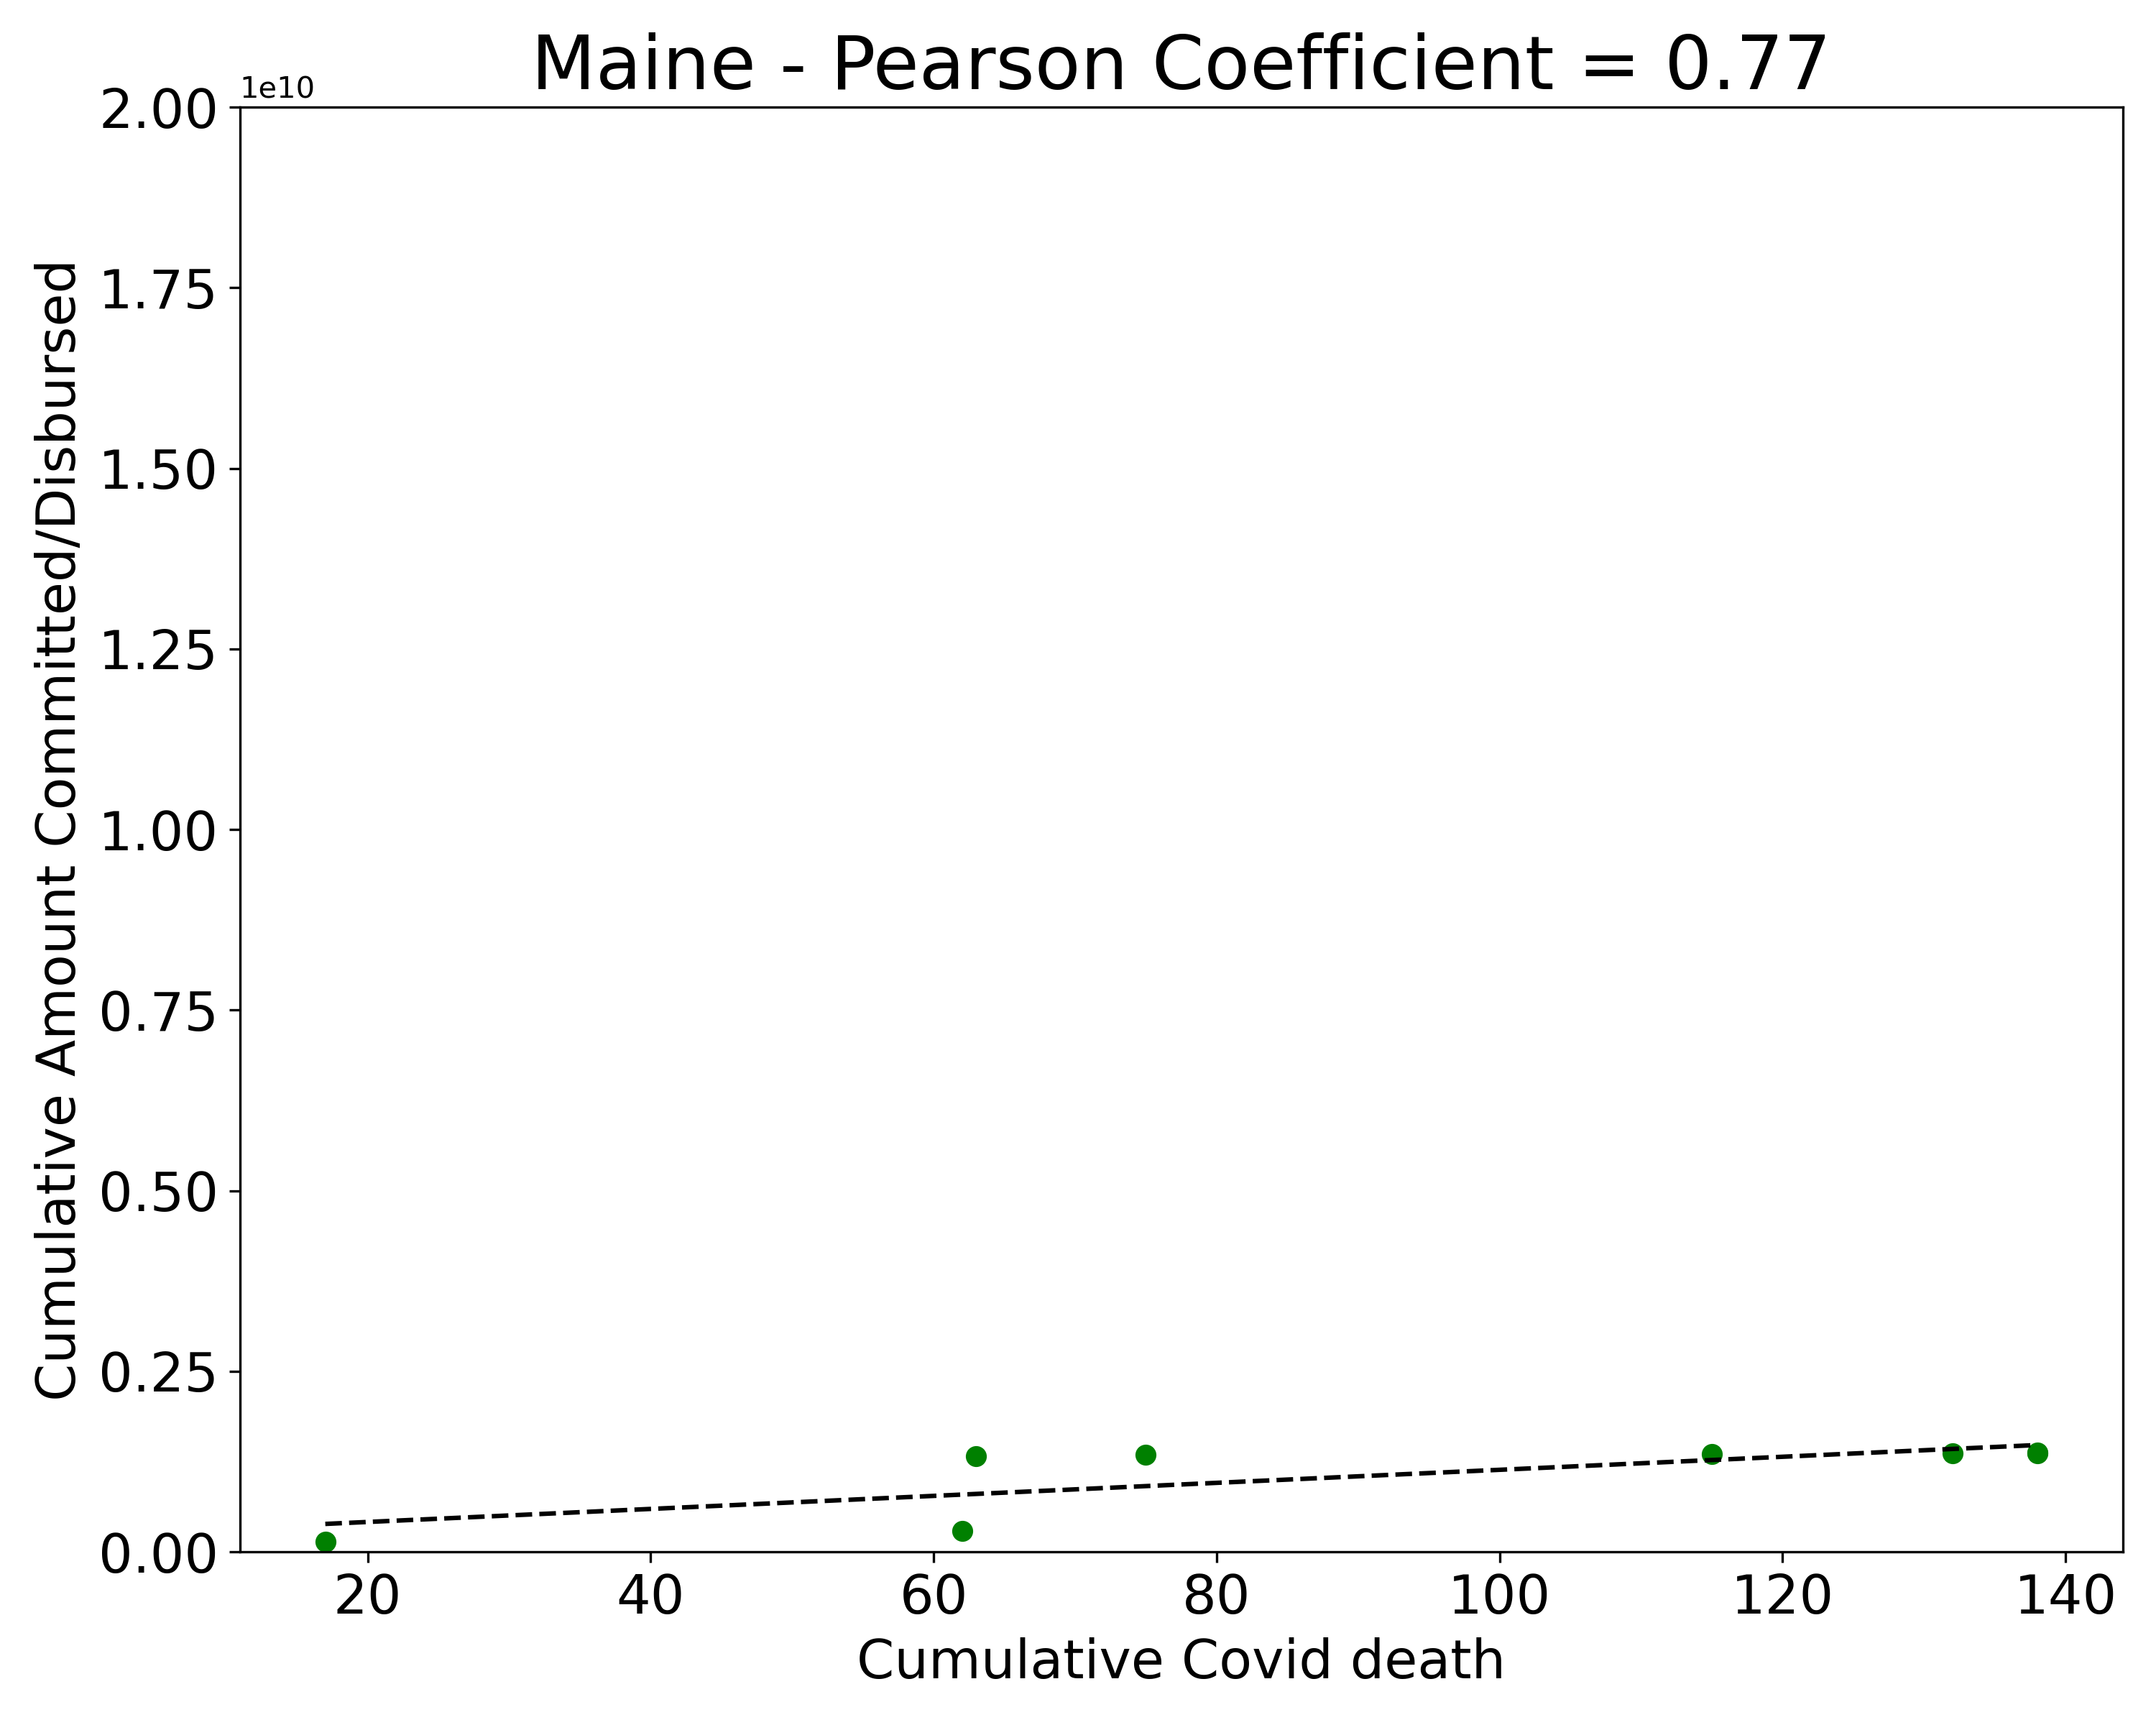 Maine - Pearson Coefficient = 0.77
1e10
2.00
1.75
1.50
1.25
1.00
0.75
0.50
0.25
0.00
Cumulative Amount Committed/Disbursed
20 40 60 80 100 120 140
Cumulative Covid death